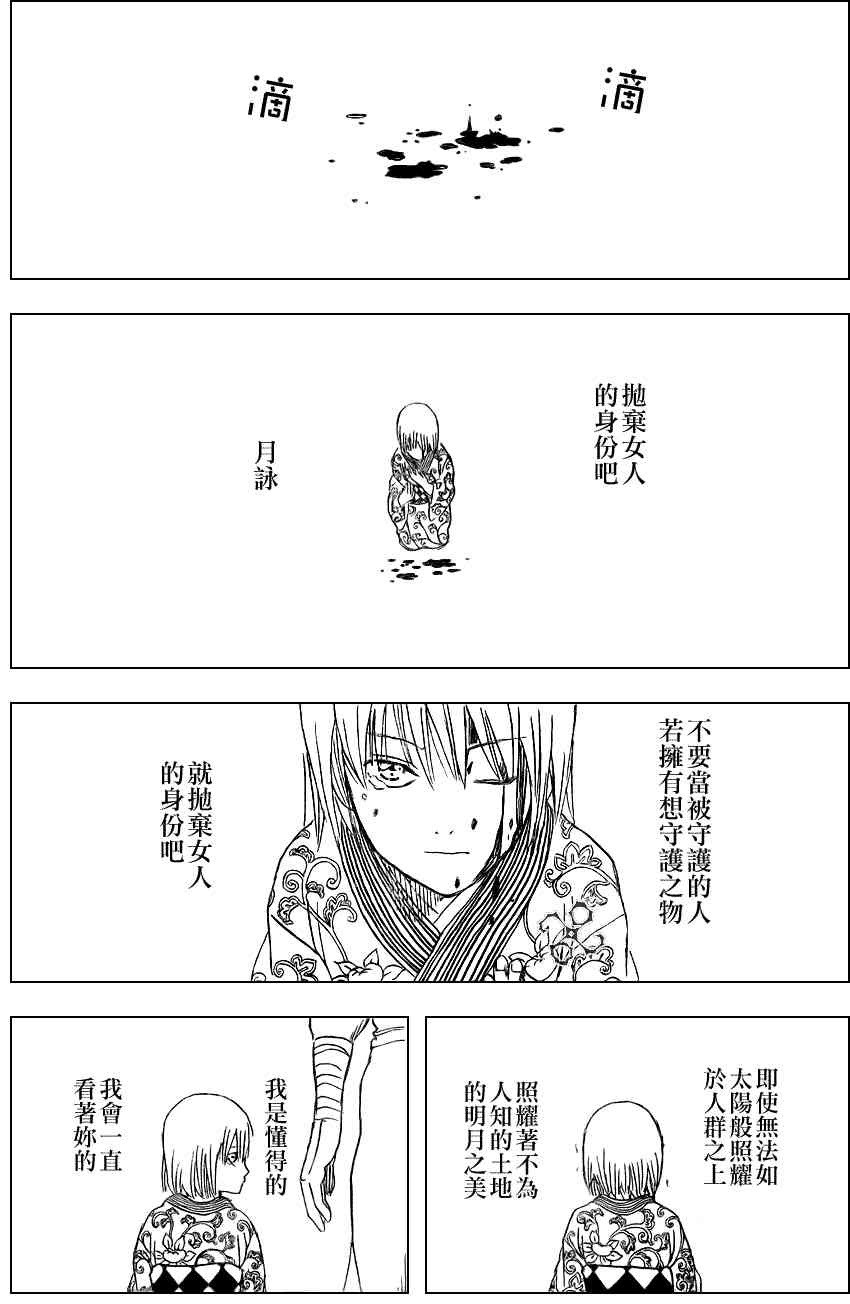 滴
滴
拋棄女人
的身份吧
月詠
不要當被守護的人
若擁有想守護之物
就拋棄女人
的身份吧
即使無法如
太陽般照耀
於人群之上
照耀著不為
人知的土地
的明月之美
我是懂得的
我會一直
看著妳的